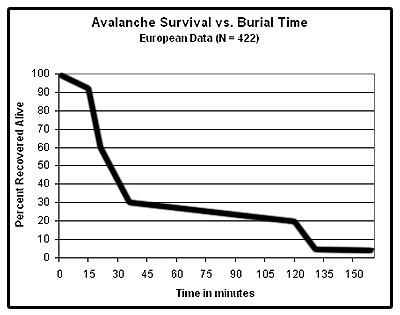 Avalanche Survival vs. Burial Time
European Data (N = 422)
Percent Recovered Alive
100
90
80
70
60
50
40
30
20
10
0
0 15 30 45 60 75 90 105 120 135 150
Time in minutes